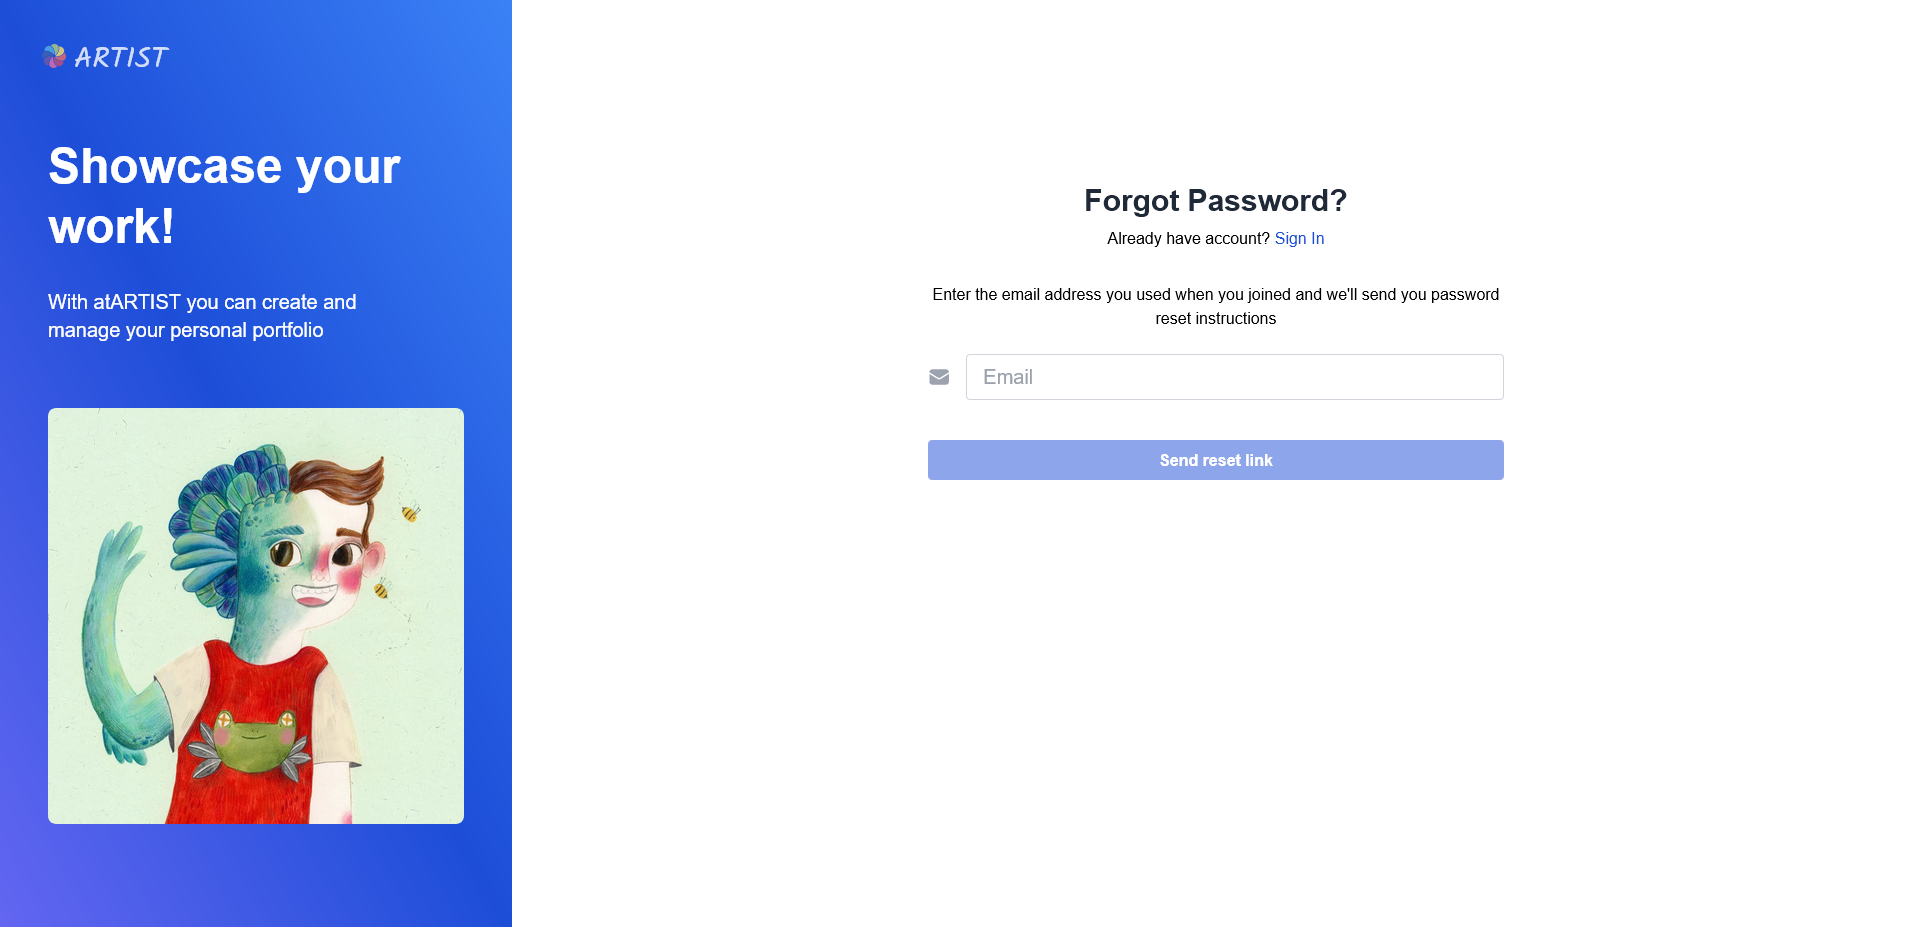 ARTIST
Showcase your
work!
With atARTIST you can create and
manage your personal portfolio
Forgot Password?
Already have account? Sign In
Enter the email address you used when you joined and we'll send you password
reset instructions
Email
Send reset link